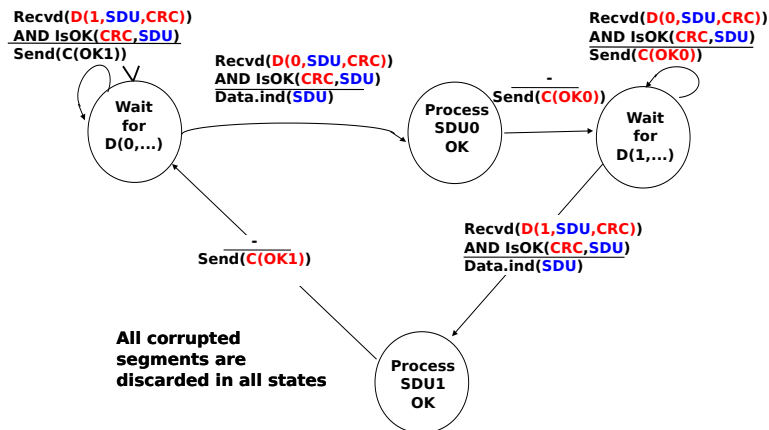 Recvd(D(1,SDU,CRC))
AND IsOK(CRC,SDU)
Send(C(OK1))
Wait
for
D(0,...)
Recvd(D(0,SDU,CRC))
AND IsOK(CRC,SDU)
Data.ind(SDU)
Process
SDU0
OK
-
Send(C(OK0))
Recvd(D(0,SDU,CRC))
AND IsOK(CRC,SDU)
Send(C(OK0))
Wait
for
D(1,...)
Recvd(D(1,SDU,CRC))
AND IsOK(CRC,SDU)
Data.ind(SDU)
-
Send(C(OK1))
Process
SDU1
OK
All corrupted
segments are
discarded in all states